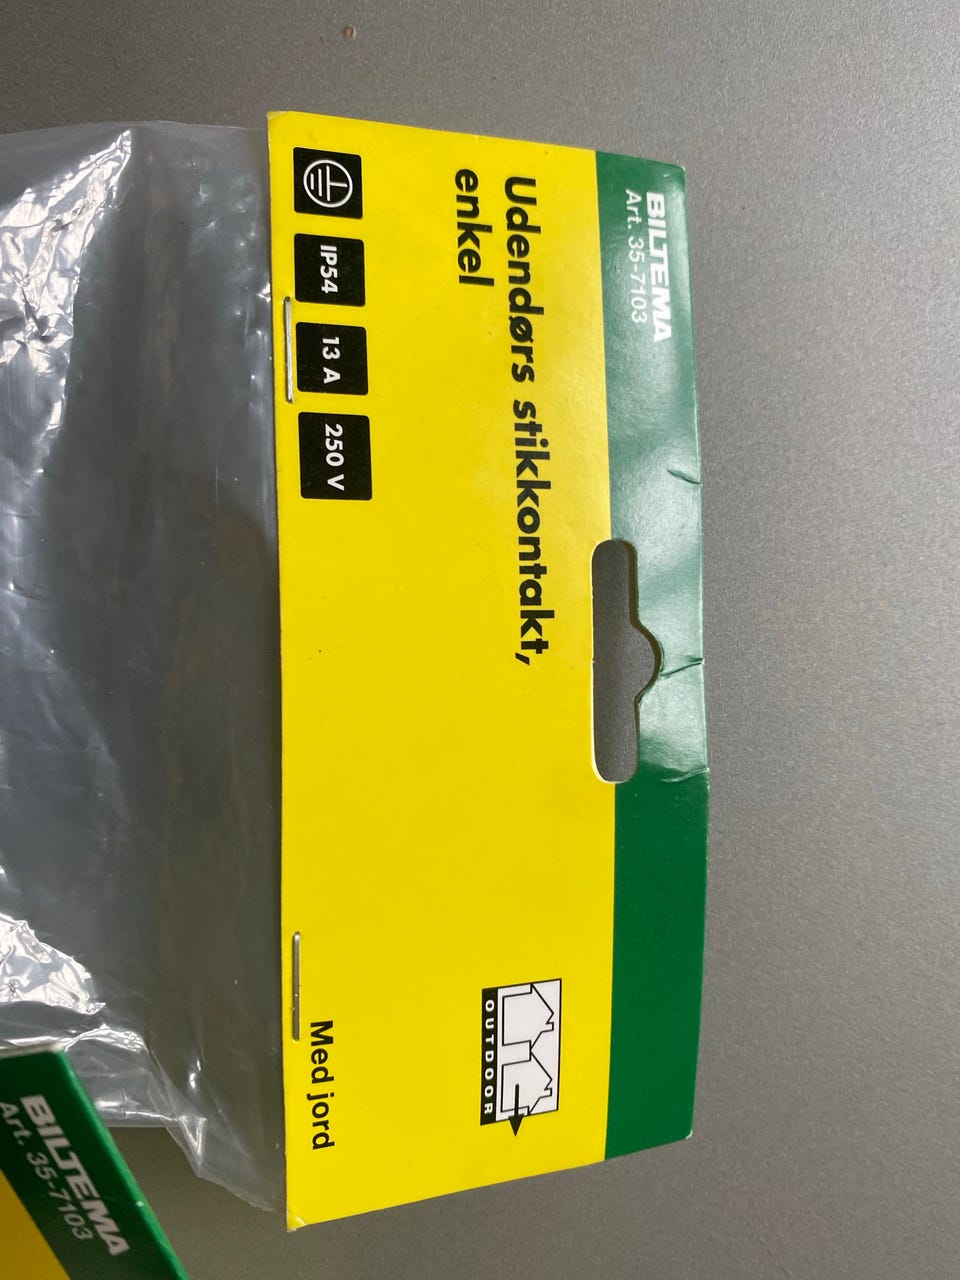 BILTEMA
Art. 35-7103
Udendørs stikkontakt,
enkel
IP54
13 A
250 V
OUTDOOR
Med jord
BILTEMA
Art. 35-7103